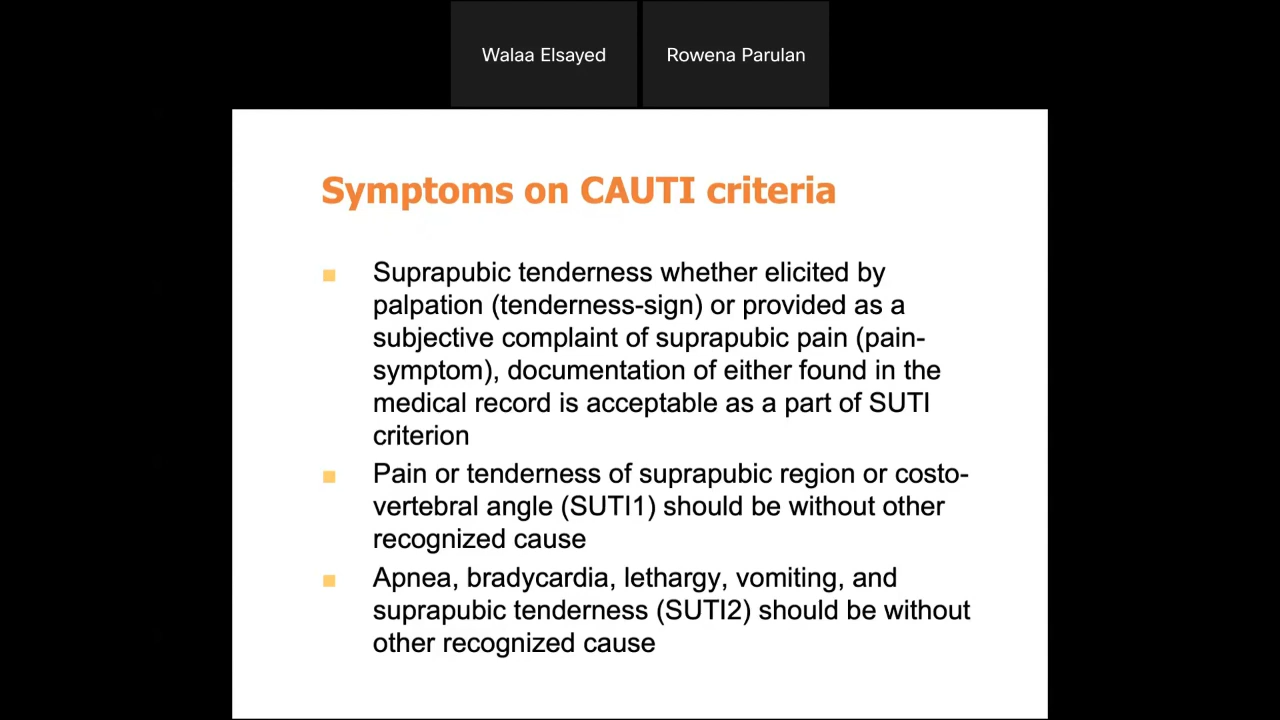 Walaa Elsayed
Rowena Parulan
Symptoms on CAUTI criteria
Suprapubic tenderness whether elicited by
palpation (tenderness-sign) or provided as a
subjective complaint of suprapubic pain (pain-
symptom), documentation of either found in the
medical record is acceptable as a part of SUTI
criterion
Pain or tenderness of suprapubic region or costo-
vertebral angle (SUTI1) should be without other
recognized cause
Apnea, bradycardia, lethargy, vomiting, and
suprapubic tenderness (SUTI2) should be without
other recognized cause